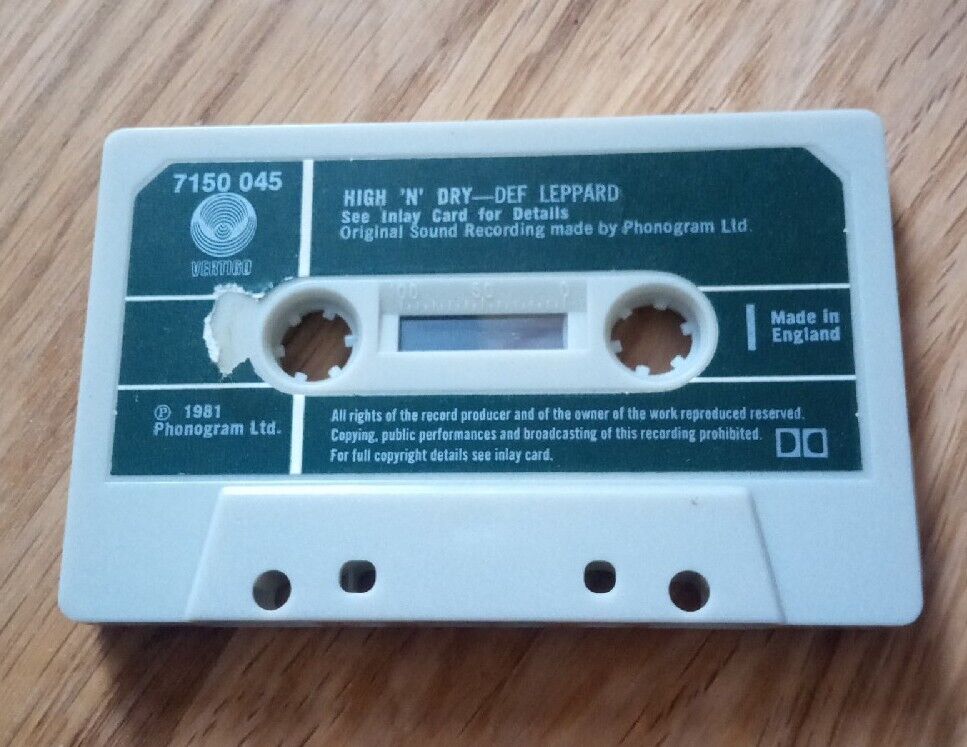 7150 045
VERTIGO
HIGH 'N' DRY—DEF LEPPARD
See Inlay Card for Details
Original Sound Recording made by Phonogram Ltd.
100 50
Made in
England
Ⓟ 1981
Phonogram Ltd.
All rights of the record producer and of the owner of the work reproduced reserved.
Copying, public performances and broadcasting of this recording prohibited.
For full copyright details see inlay card.